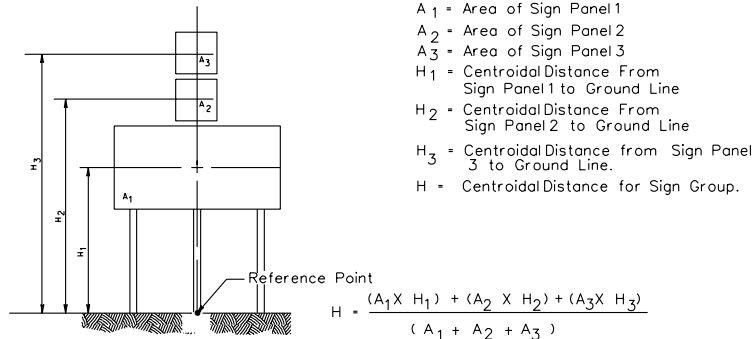 A1 = Area of Sign Panel 1
A2 = Area of Sign Panel 2
A3 = Area of Sign Panel 3
H1 = Centroidal Distance From
Sign Panel 1 to Ground Line
H2 = Centroidal Distance From
Sign Panel 2 to Ground Line
H3 = Centroidal Distance from Sign Panel
3 to Ground Line.
H = Centroidal Distance for Sign Group.
A3
A2
A1
H3
H2
H1
Reference Point
H = (A1 X H1) + (A2 X H2) + (A3 X H3)
( A1 + A2 + A3 )